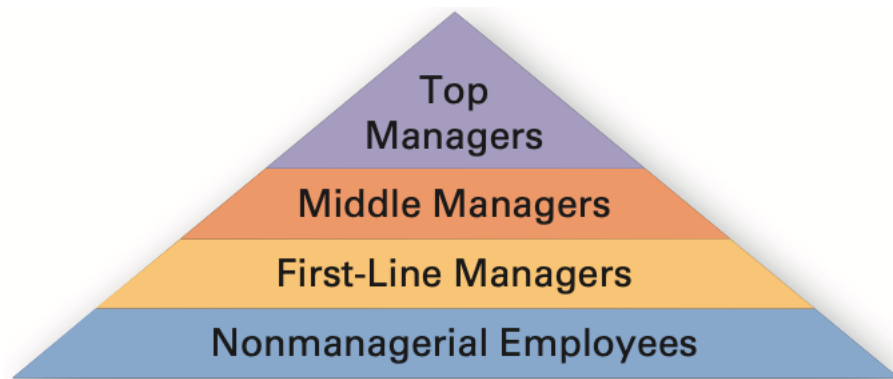 Top
Managers
Middle Managers
First-Line Managers
Nonmanagerial Employees